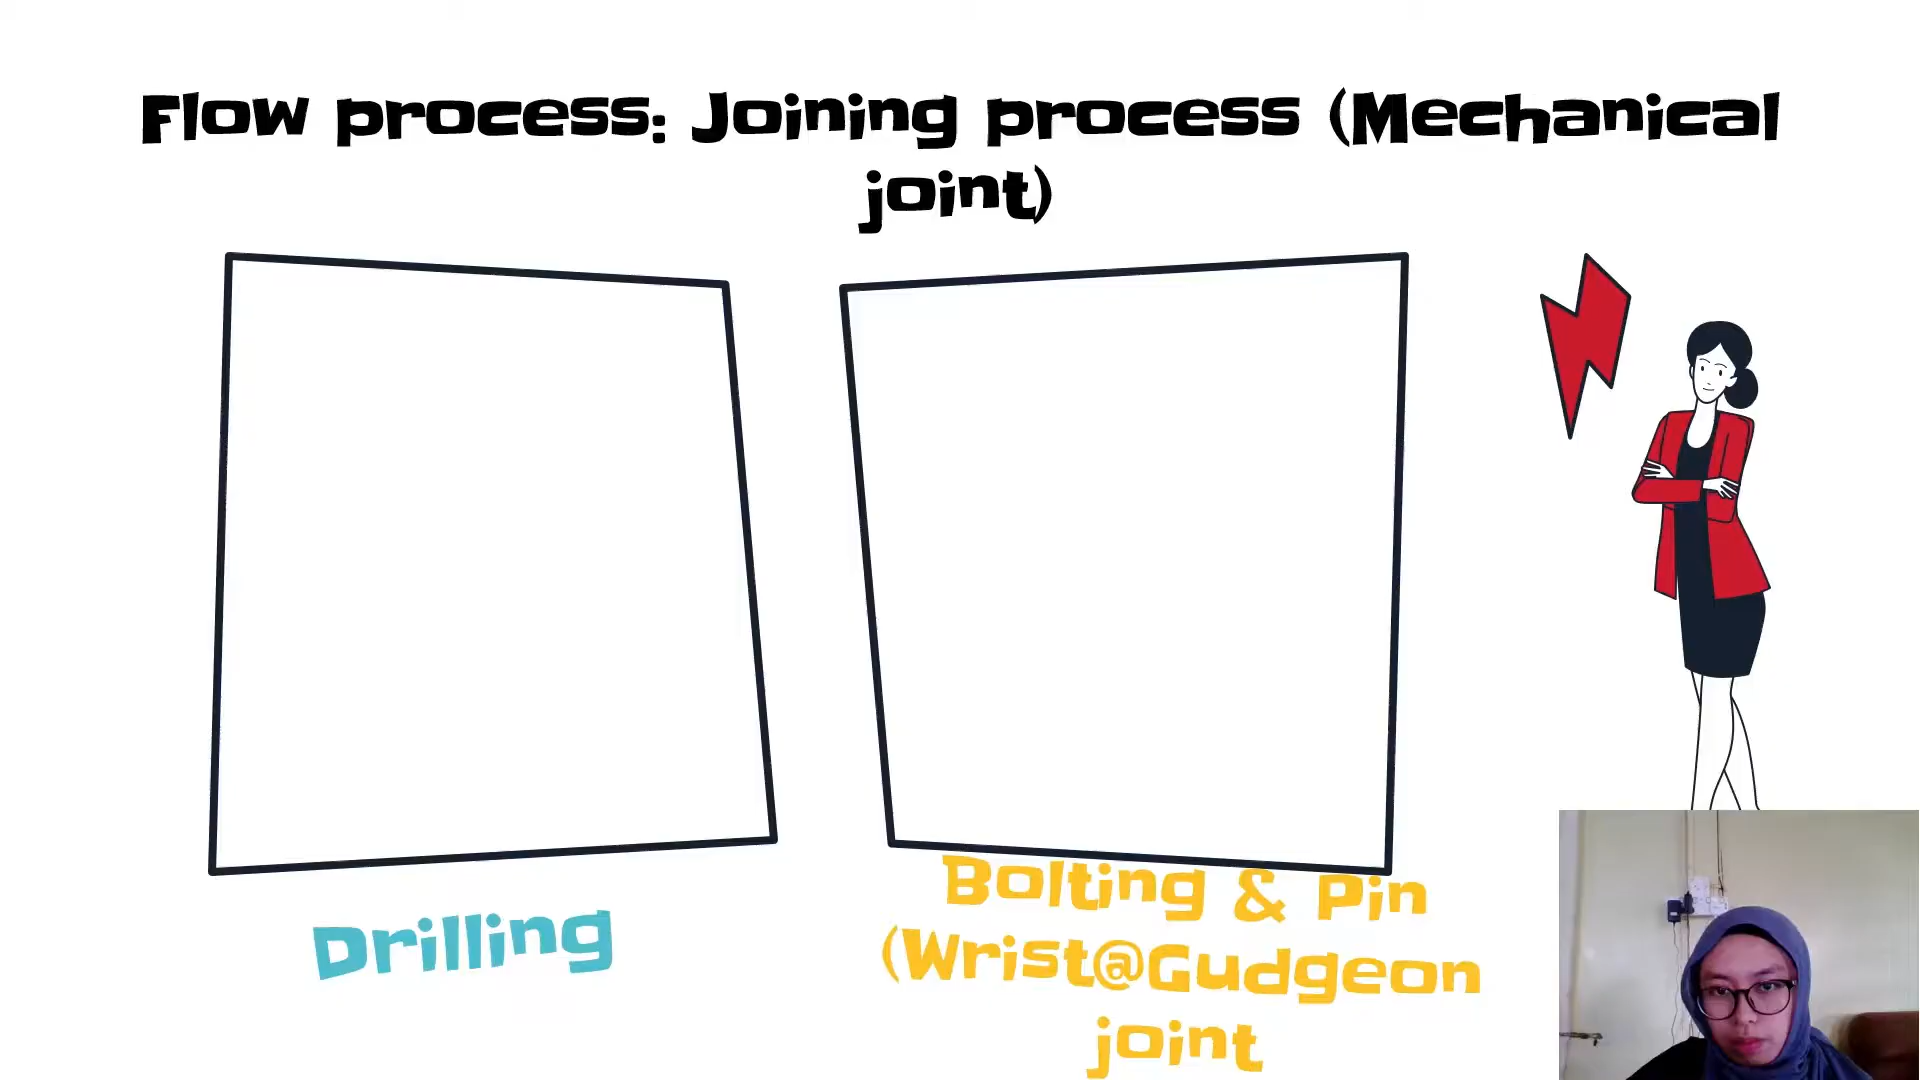 Flow process: Joining process (Mechanical
joint)
Drilling
Bolting & Pin
(Wrist@Gudgeon
joint